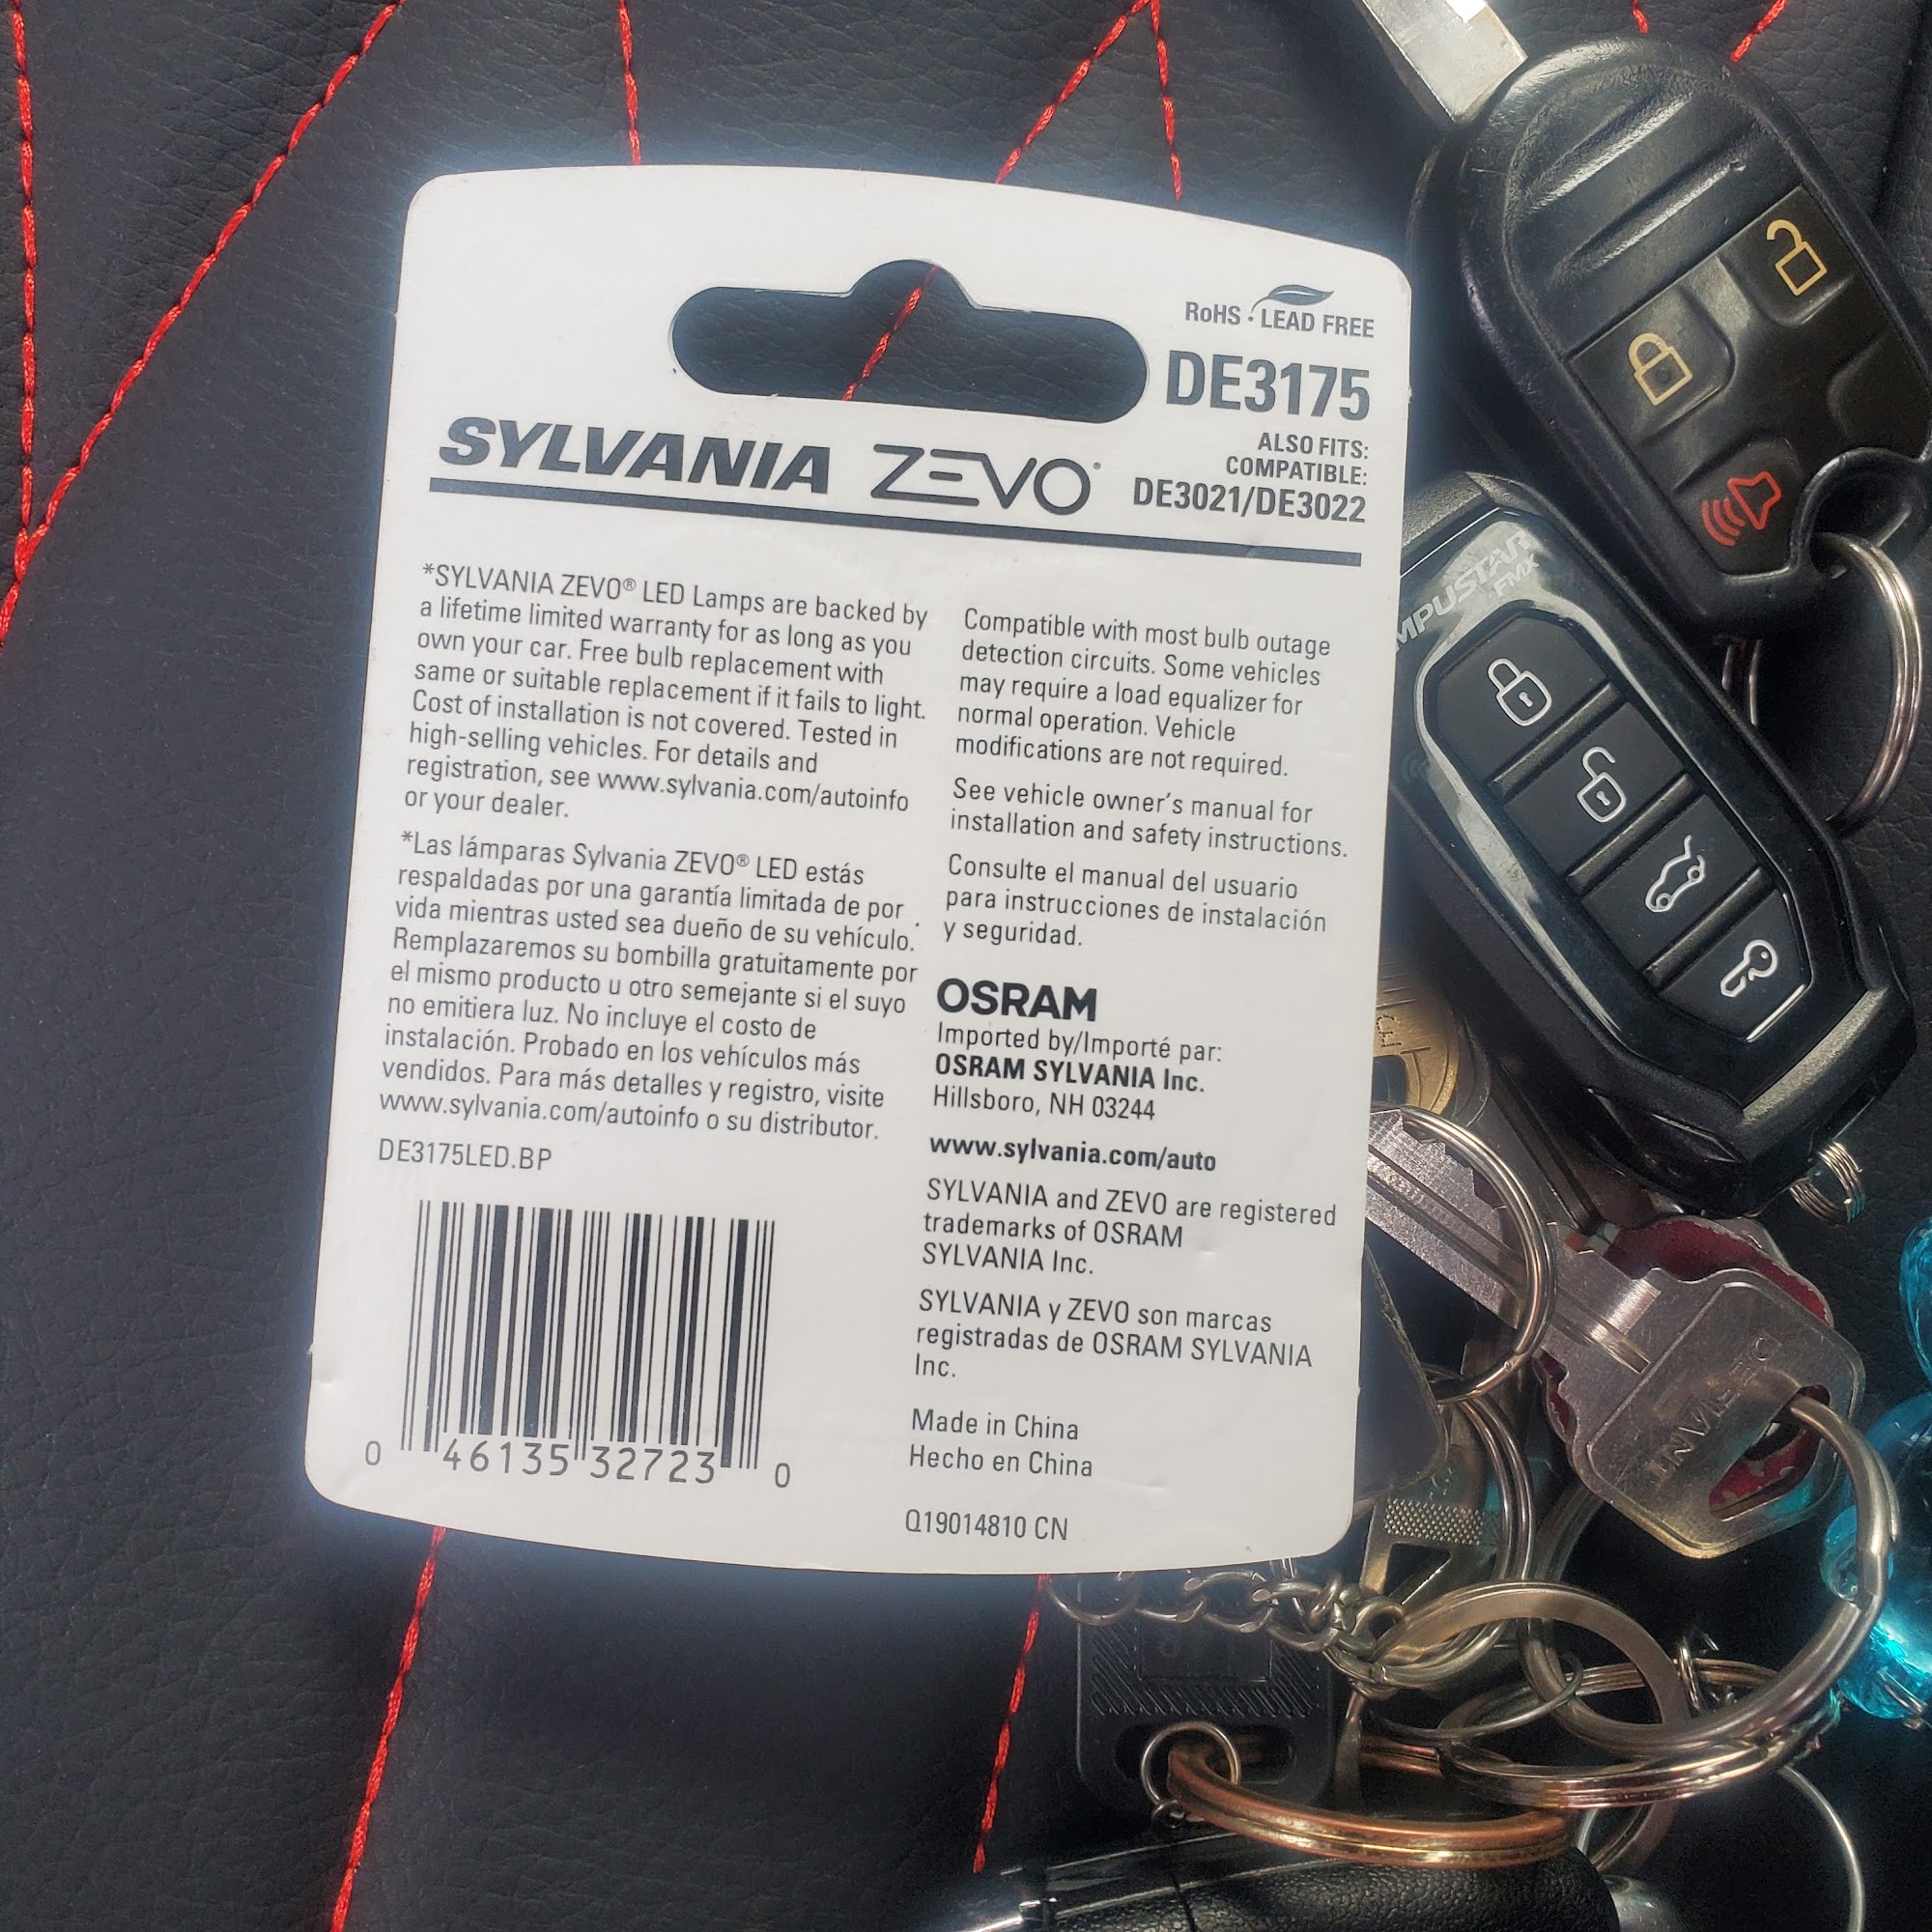 RoHS · LEAD FREE
DE3175
ALSO FITS:
COMPATIBLE:
DE3021/DE3022
SYLVANIA ZEVO®
*SYLVANIA ZEVO® LED Lamps are backed by
a lifetime limited warranty for as long as you
own your car. Free bulb replacement with
same or suitable replacement if it fails to light.
Cost of installation is not covered. Tested in
high-selling vehicles. For details and
registration, see www.sylvania.com/autoinfo
or your dealer.
*Las lámparas Sylvania ZEVO® LED estás
respaldadas por una garantía limitada de por
vida mientras usted sea dueño de su vehículo.
Remplazaremos su bombilla gratuitamente por
el mismo producto u otro semejante si el suyo
no emitiera luz. No incluye el costo de
instalación. Probado en los vehículos más
vendidos. Para más detalles y registro, visite
www.sylvania.com/autoinfo o su distributor.
DE3175LED.BP
0 46135 32723 0
Compatible with most bulb outage
detection circuits. Some vehicles
may require a load equalizer for
normal operation. Vehicle
modifications are not required.
See vehicle owner's manual for
installation and safety instructions.
Consulte el manual del usuario
para instrucciones de instalación
y seguridad.
OSRAM
Imported by/Importé par:
OSRAM SYLVANIA Inc.
Hillsboro, NH 03244
www.sylvania.com/auto
SYLVANIA and ZEVO are registered
trademarks of OSRAM
SYLVANIA Inc.
SYLVANIA y ZEVO son marcas
registradas de OSRAM SYLVANIA
Inc.
Made in China
Hecho en China
Q19014810 CN
MPUSTAR
FMX